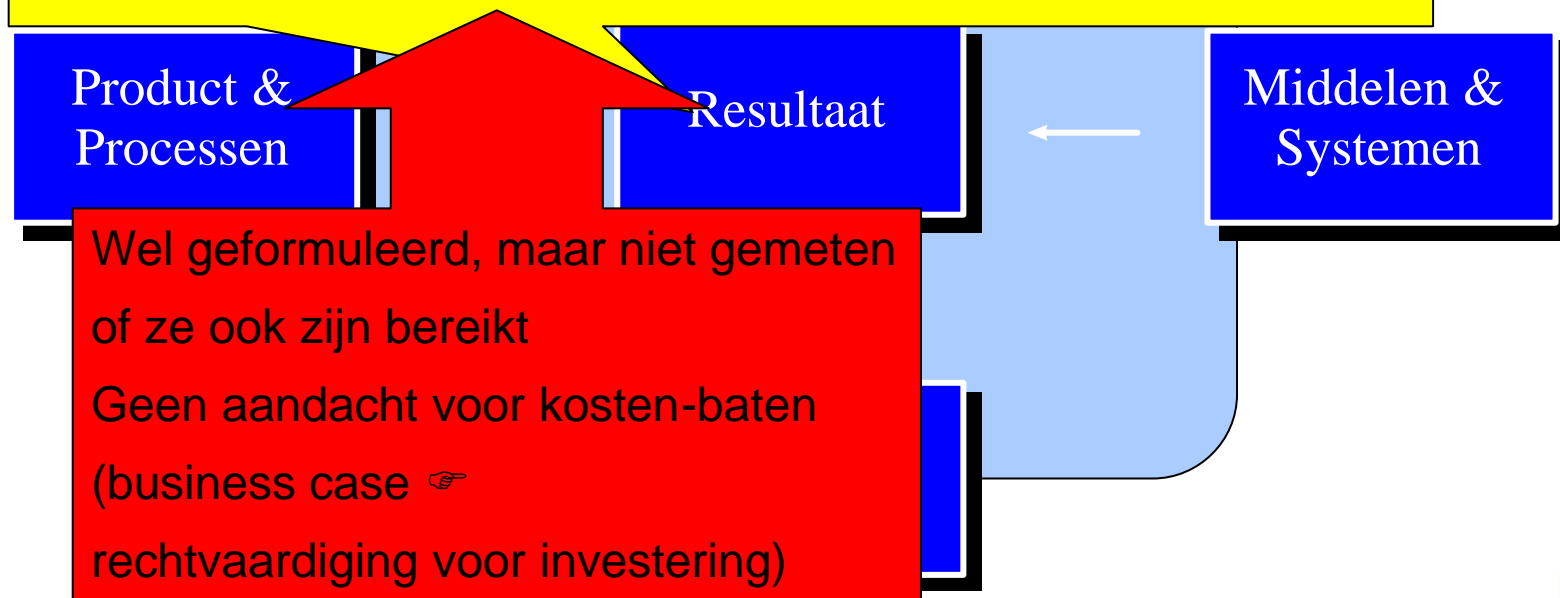 Product &
Processen
Resultaat
Middelen &
Systemen
Wel geformuleerd, maar niet gemeten
of ze ook zijn bereikt
Geen aandacht voor kosten-baten
(business case ☞
rechtvaardiging voor investering)